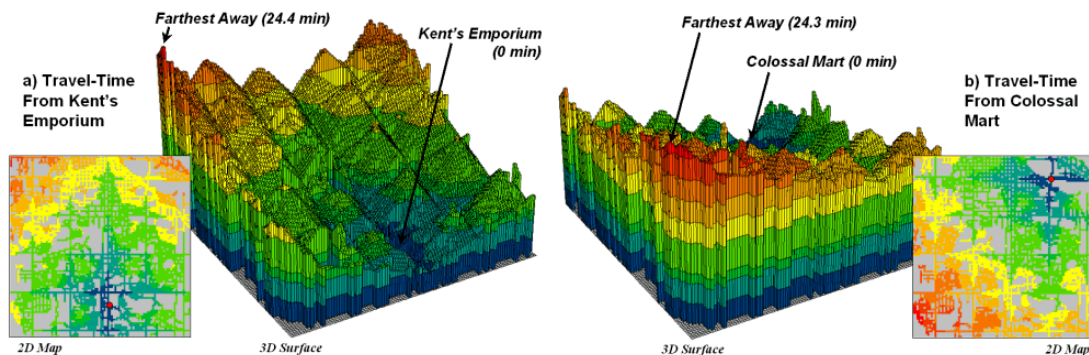 Farthest Away (24.4 min)
Kent's Emporium
(0 min)
a) Travel-Time
From Kent's
Emporium
2D Map
3D Surface
Farthest Away (24.3 min)
Colossal Mart (0 min)
b) Travel-Time
From Colossal
Mart
3D Surface
2D Map